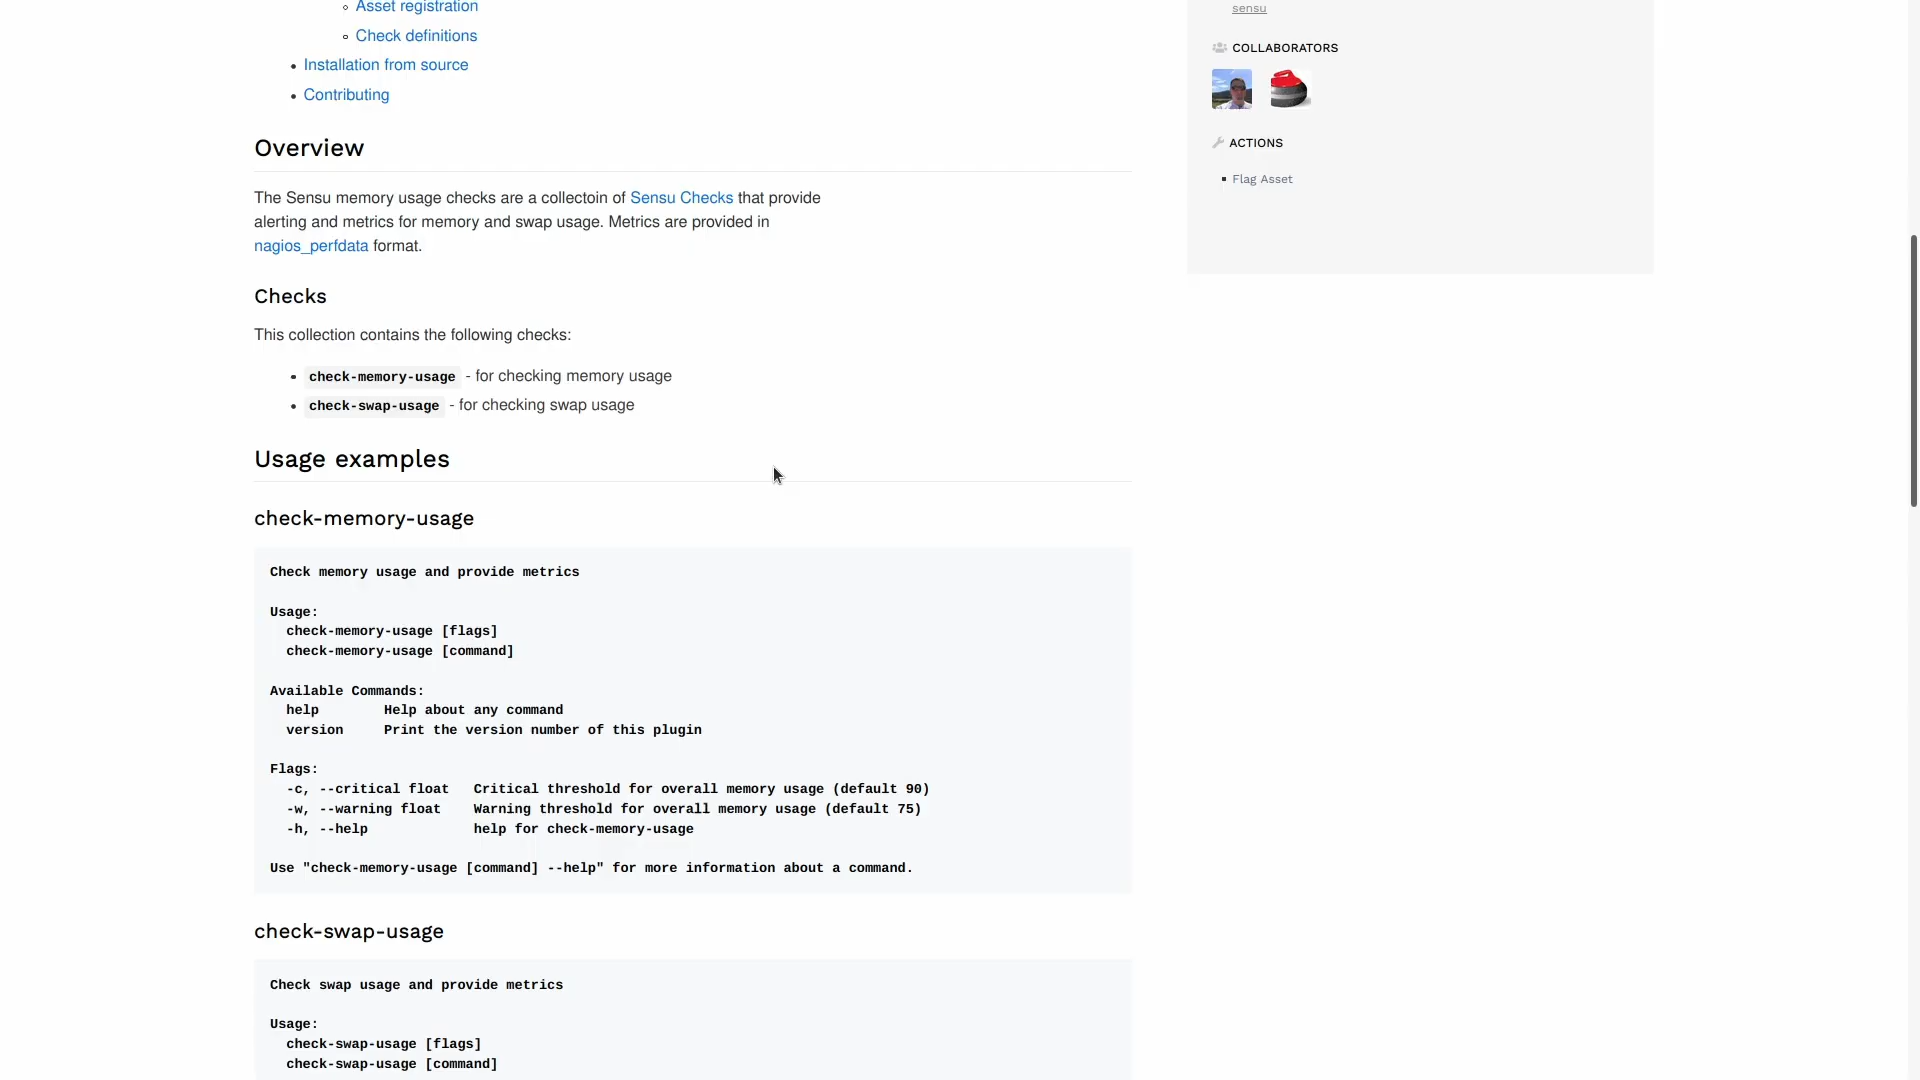 Asset registration
Check definitions
Installation from source
Contributing
Overview
The Sensu memory usage checks are a collectoin of Sensu Checks that provide
alerting and metrics for memory and swap usage. Metrics are provided in
nagios_perfdata format.
Checks
This collection contains the following checks:
check-memory-usage - for checking memory usage
check-swap-usage - for checking swap usage
Usage examples
check-memory-usage
Check memory usage and provide metrics
Usage:
check-memory-usage [flags]
check-memory-usage [command]
Available Commands:
help Help about any command
version Print the version number of this plugin
Flags:
-c, --critical float Critical threshold for overall memory usage (default 90)
-w, --warning float Warning threshold for overall memory usage (default 75)
-h, --help help for check-memory-usage
Use "check-memory-usage [command] --help" for more information about a command.
check-swap-usage
Check swap usage and provide metrics
Usage:
check-swap-usage [flags]
check-swap-usage [command]
sensu
COLLABORATORS
ACTIONS
Flag Asset